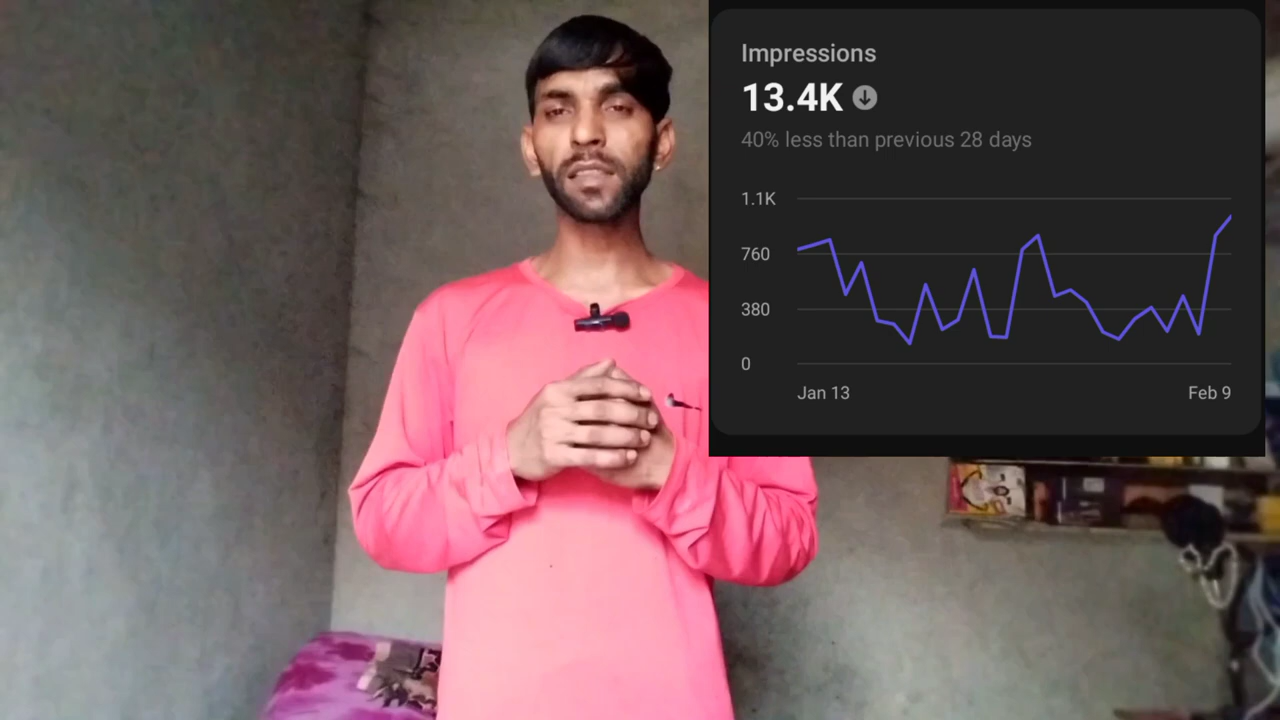 Impressions
13.4K
40% less than previous 28 days
1.1K
760
380
0
Jan 13
Feb 9